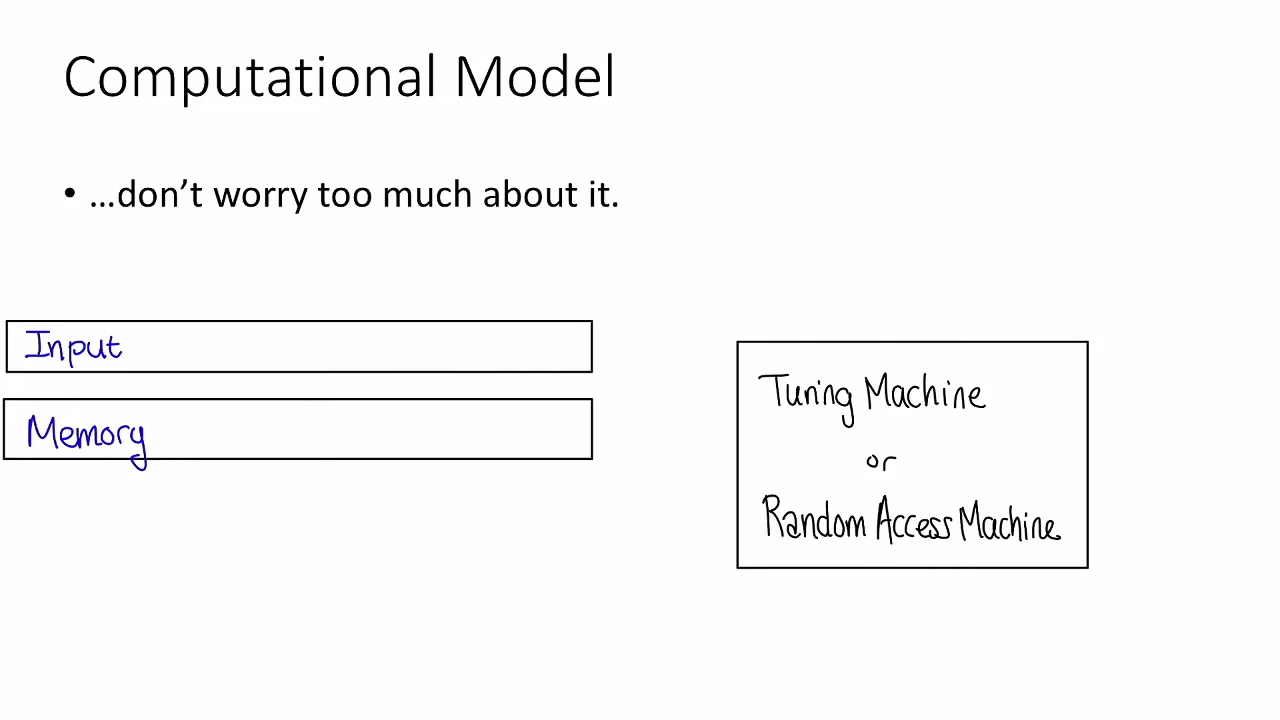 Computational Model
• …don’t worry too much about it.
Input
Memory
Turing Machine
or
Random Access Machine